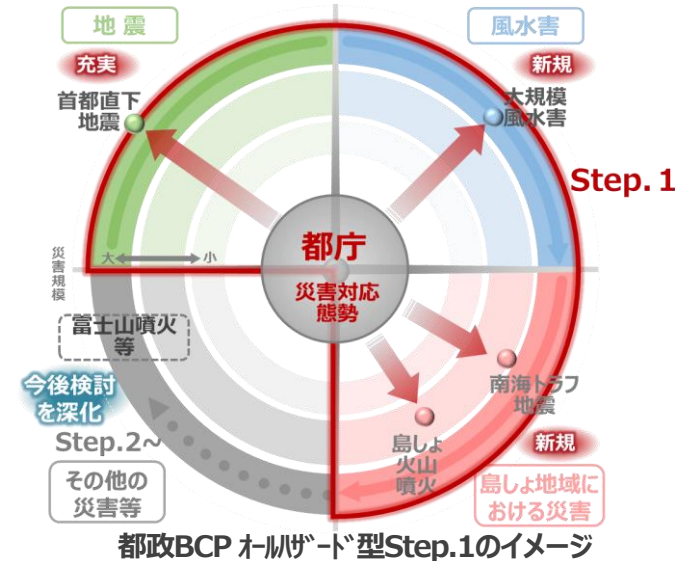 地 震
風水害
充実
新規
首都直下
地震
大規模
風水害
Step. 1
都庁
災害対応
態勢
災害規模
大
小
富士山噴火
等
今後検討
を深化
Step.2~
その他の
災害等
南海トラフ
地震
島しょ
火山
噴火
新規
島しょ地域に
おける災害
都政BCP ｵｰﾙﾊｻﾞｰﾄﾞ型Step.1のイメージ